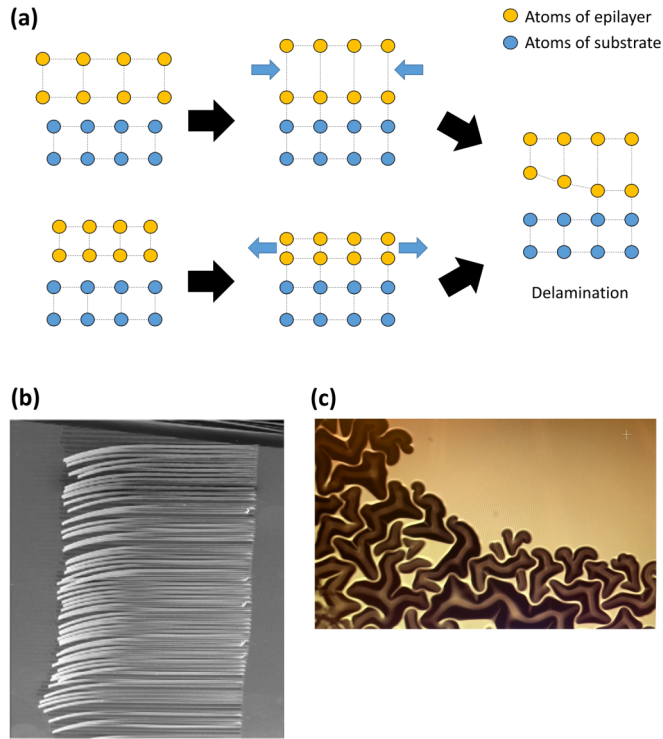 (a)
Atoms of epilayer
Atoms of substrate
Delamination
(b)
(c)